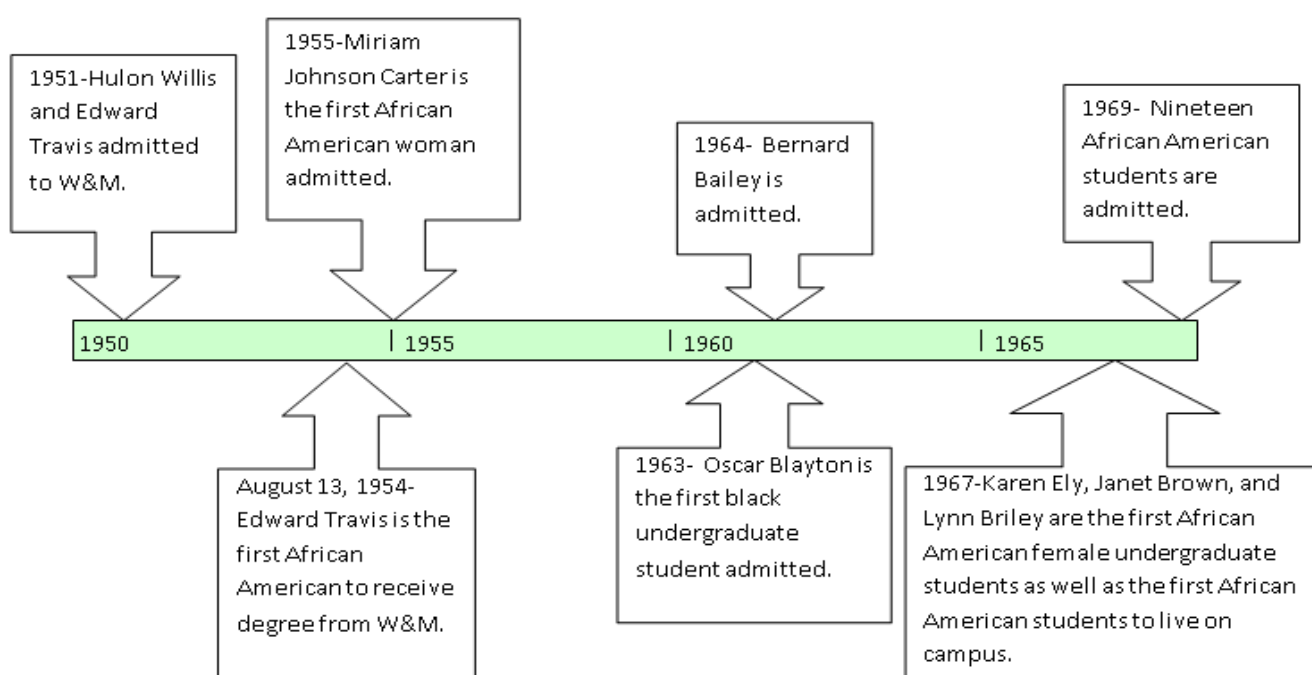 1951-Hulon Willis
and Edward
Travis admitted
to W&M.
1955-Miriam
Johnson Carter is
the first African
American woman
admitted.
1964- Bernard
Bailey is
admitted.
1969- Nineteen
African American
students are
admitted.
1950
1955
1960
1965
August 13, 1954-
Edward Travis is the
first African
American to receive
degree from W&M.
1963- Oscar Blayton is
the first black
undergraduate
student admitted.
1967-Karen Ely, Janet Brown, and
Lynn Briley are the first African
American female undergraduate
students as well as the first African
American students to live on
campus.